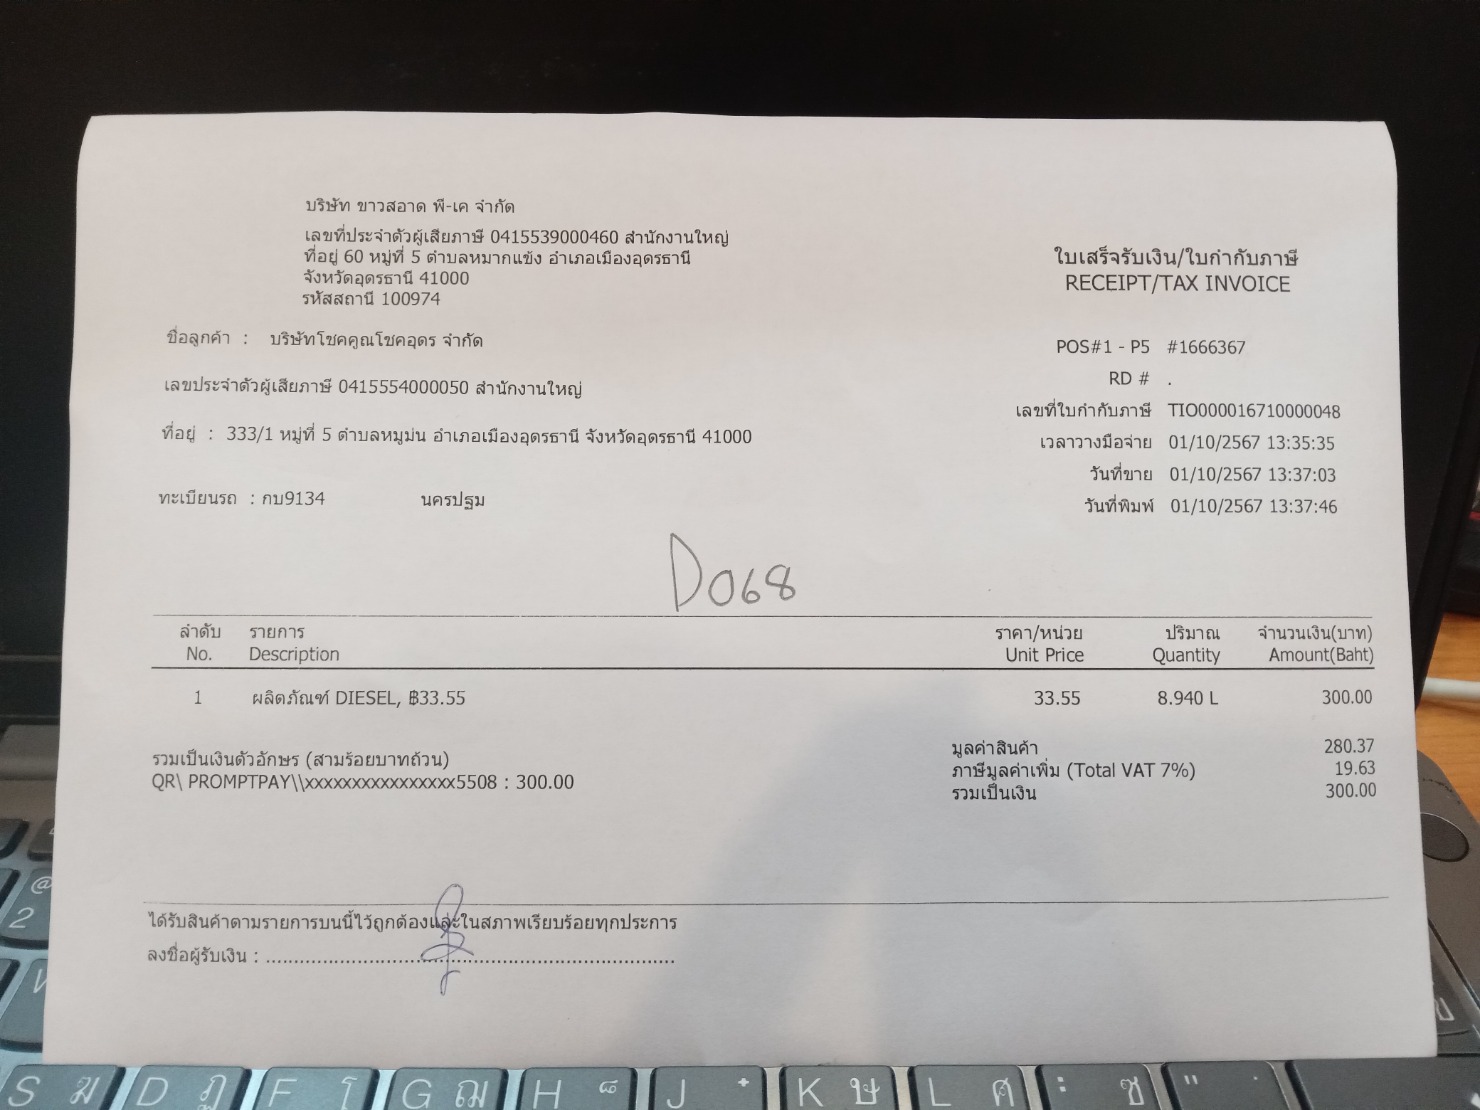 บริษัท ขาวสอาด พี-เค จำกัด
เลขที่ประจำตัวผู้เสียภาษี 0415539000460 สำนักงานใหญ่
ที่อยู่ 60 หมู่ที่ 5 ตำบลหมากแข้ง อำเภอเมืองอุดรธานี
จังหวัดอุดรธานี 41000
รหัสสถานี 100974
ใบเสร็จรับเงิน/ใบกำกับภาษี
RECEIPT/TAX INVOICE
ชื่อลูกค้า : บริษัทโชคคูณโชคอุดร จำกัด
เลขประจำตัวผู้เสียภาษี 0415554000050 สำนักงานใหญ่
ที่อยู่ : 333/1 หมู่ที่ 5 ตำบลหมูม่น อำเภอเมืองอุดรธานี จังหวัดอุดรธานี 41000
ทะเบียนรถ : กบ9134 นครปฐม
POS#1 - P5 #1666367
RD # .
เลขที่ใบกำกับภาษี TIO000016710000048
เวลาวางมือจ่าย 01/10/2567 13:35:35
วันที่ขาย 01/10/2567 13:37:03
วันที่พิมพ์ 01/10/2567 13:37:46
D068
ลำดับ รายการ ราคา/หน่วย ปริมาณ จำนวนเงิน(บาท)
No. Description Unit Price Quantity Amount(Baht)
1 ผลิตภัณฑ์ DIESEL, ฿33.55 33.55 8.940 L 300.00
มูลค่าสินค้า 280.37
รวมเป็นเงินตัวอักษร (สามร้อยบาทถ้วน) ภาษีมูลค่าเพิ่ม (Total VAT 7%) 19.63
QR\ PROMPTPAY\\xxxxxxxxxxxxxxxx5508 : 300.00 รวมเป็นเงิน 300.00
ได้รับสินค้าตามรายการบนนี้ไว้ถูกต้องและในสภาพเรียบร้อยทุกประการ
ลงชื่อผู้รับเงิน :
@
2
S ฆ D ฏ F โ G ฌ H J K ษ L ศ : ซ " .